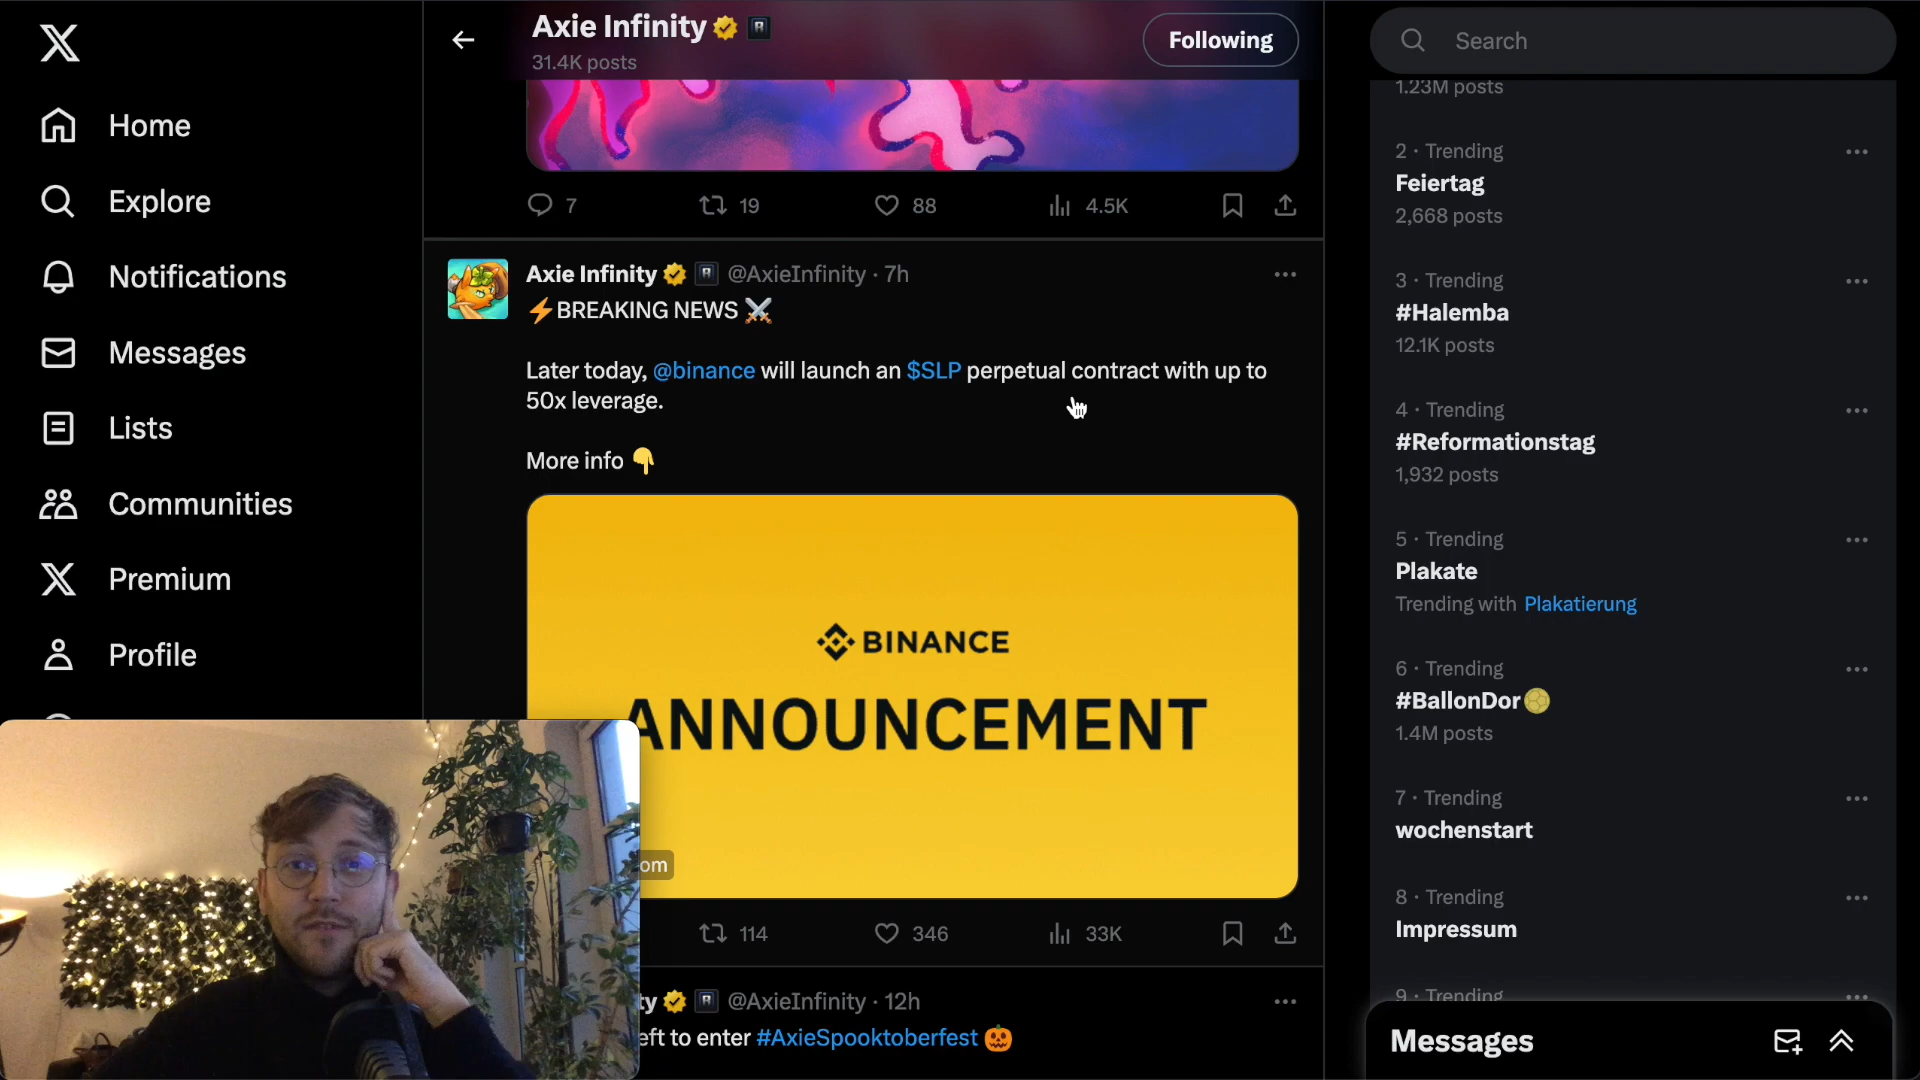 Home
Explore
Notifications
Messages
Lists
Communities
Premium
Profile
Axie Infinity
31.4K posts
Following
7
19
88
4.5K
Axie Infinity @AxieInfinity · 7h
⚡BREAKING NEWS ⚔️
Later today, @binance will launch an $SLP perpetual contract with up to
50x leverage.
More info 👇
BINANCE
ANNOUNCEMENT
om
114
346
33K
ty @AxieInfinity · 12h
eft to enter #AxieSpooktoberfest 🎃
Search
1.23M posts
2 · Trending
Feiertag
2,668 posts
3 · Trending
#Halemba
12.1K posts
4 · Trending
#Reformationstag
1,932 posts
5 · Trending
Plakate
Trending with Plakatierung
6 · Trending
#BallonDor
1.4M posts
7 · Trending
wochenstart
8 · Trending
Impressum
9 · Trending
Messages